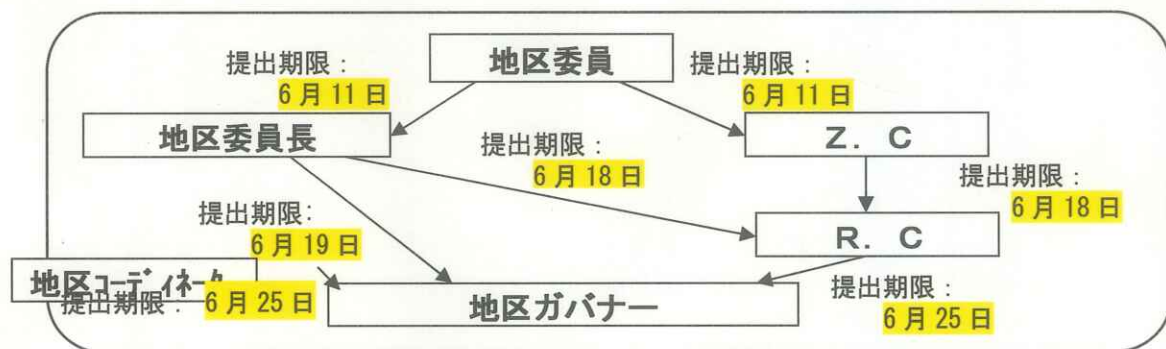 地区委員
提出期限：
6月11日
提出期限：
6月11日
地区委員長
Z．C
提出期限：
6月18日
提出期限：
6月18日
提出期限：
6月19日
R．C
地区ｺｰﾃﾞｨﾈｰﾀ
提出期限： 6月25日
地区ガバナー
提出期限：
6月25日